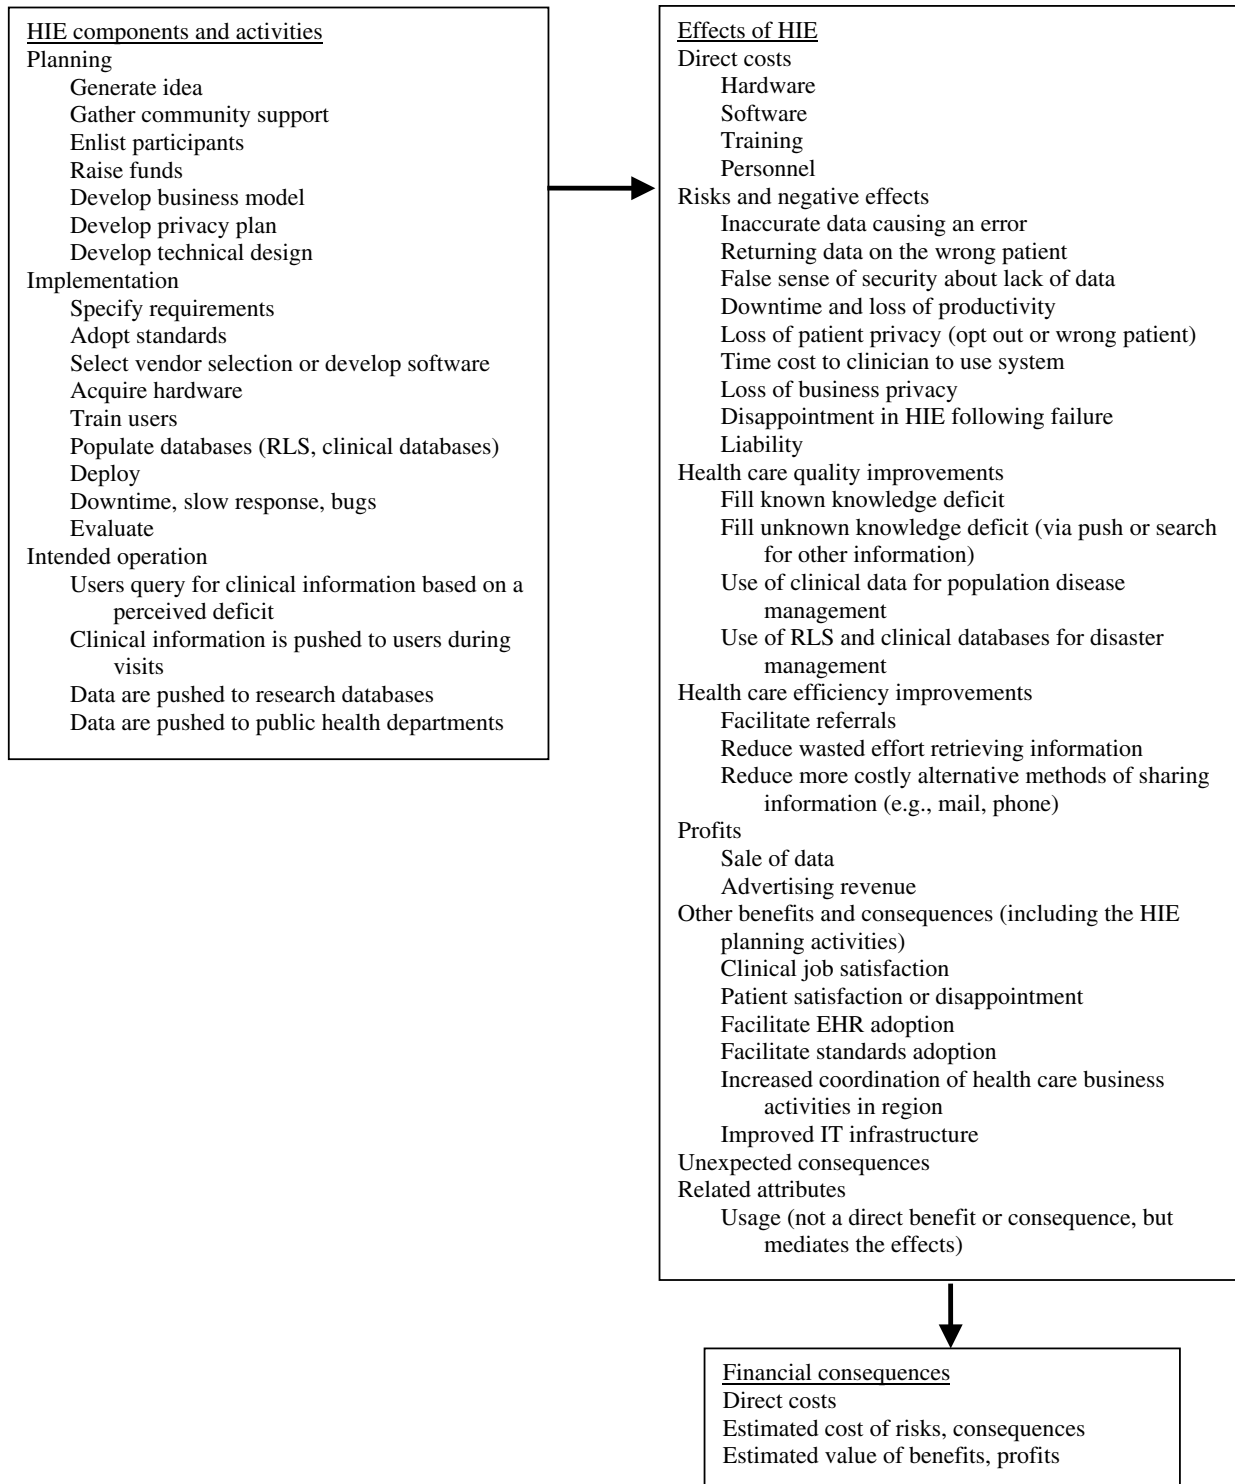 HIE components and activities
Planning
Generate idea
Gather community support
Enlist participants
Raise funds
Develop business model
Develop privacy plan
Develop technical design
Implementation
Specify requirements
Adopt standards
Select vendor selection or develop software
Acquire hardware
Train users
Populate databases (RLS, clinical databases)
Deploy
Downtime, slow response, bugs
Evaluate
Intended operation
Users query for clinical information based on a
perceived deficit
Clinical information is pushed to users during
visits
Data are pushed to research databases
Data are pushed to public health departments
Effects of HIE
Direct costs
Hardware
Software
Training
Personnel
Risks and negative effects
Inaccurate data causing an error
Returning data on the wrong patient
False sense of security about lack of data
Downtime and loss of productivity
Loss of patient privacy (opt out or wrong patient)
Time cost to clinician to use system
Loss of business privacy
Disappointment in HIE following failure
Liability
Health care quality improvements
Fill known knowledge deficit
Fill unknown knowledge deficit (via push or search
for other information)
Use of clinical data for population disease
management
Use of RLS and clinical databases for disaster
management
Health care efficiency improvements
Facilitate referrals
Reduce wasted effort retrieving information
Reduce more costly alternative methods of sharing
information (e.g., mail, phone)
Profits
Sale of data
Advertising revenue
Other benefits and consequences (including the HIE
planning activities)
Clinical job satisfaction
Patient satisfaction or disappointment
Facilitate EHR adoption
Facilitate standards adoption
Increased coordination of health care business
activities in region
Improved IT infrastructure
Unexpected consequences
Related attributes
Usage (not a direct benefit or consequence, but
mediates the effects)
Financial consequences
Direct costs
Estimated cost of risks, consequences
Estimated value of benefits, profits